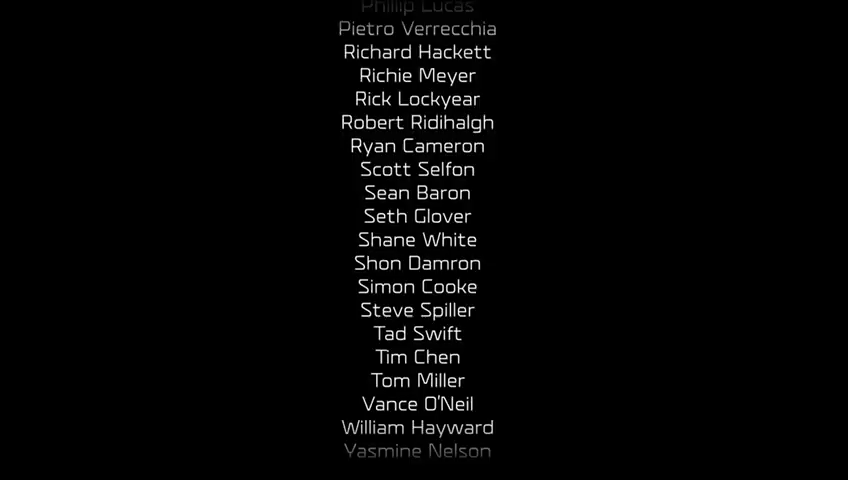 Phillip Lucas
Pietro Verrecchia
Richard Hackett
Richie Meyer
Rick Lockyear
Robert Ridihalgh
Ryan Cameron
Scott Selfon
Sean Baron
Seth Glover
Shane White
Shon Damron
Simon Cooke
Steve Spiller
Tad Swift
Tim Chen
Tom Miller
Vance O'Neil
William Hayward
Yasmine Nelson